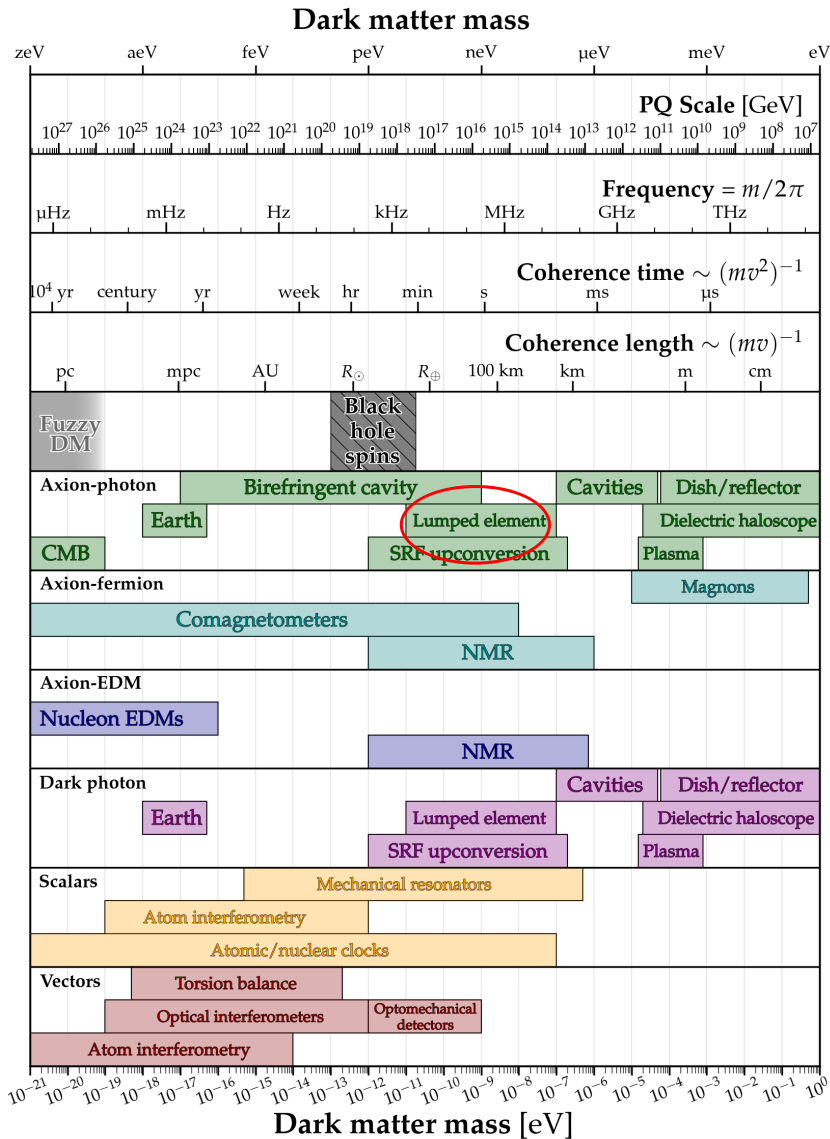 Dark matter mass
zeV aeV feV peV neV μeV meV eV
PQ Scale [GeV]
10^27 10^26 10^25 10^24 10^23 10^22 10^21 10^20 10^19 10^18 10^17 10^16 10^15 10^14 10^13 10^12 10^11 10^10 10^9 10^8 10^7
Frequency = m/2π
μHz mHz Hz kHz MHz GHz THz
Coherence time ∼ (mv²)⁻¹
10^4 yr century yr week hr min s ms μs
Coherence length ∼ (mv)⁻¹
pc mpc AU R☉ R⊕ 100 km km m cm
Fuzzy
DM
Black
hole
spins
Axion-photon Birefringent cavity Cavities Dish/reflector
Earth Lumped element Dielectric haloscope
CMB SRF upconversion Plasma
Axion-fermion Magnons
Comagnetometers
NMR
Axion-EDM
Nucleon EDMs
NMR
Dark photon Cavities Dish/reflector
Earth Lumped element Dielectric haloscope
SRF upconversion Plasma
Scalars Mechanical resonators
Atom interferometry
Atomic/nuclear clocks
Vectors Torsion balance
Optical interferometers Optomechanical
detectors
Atom interferometry
10^−21 10^−20 10^−19 10^−18 10^−17 10^−16 10^−15 10^−14 10^−13 10^−12 10^−11 10^−10 10^−9 10^−8 10^−7 10^−6 10^−5 10^−4 10^−3 10^−2 10^−1 10^0
Dark matter mass [eV]